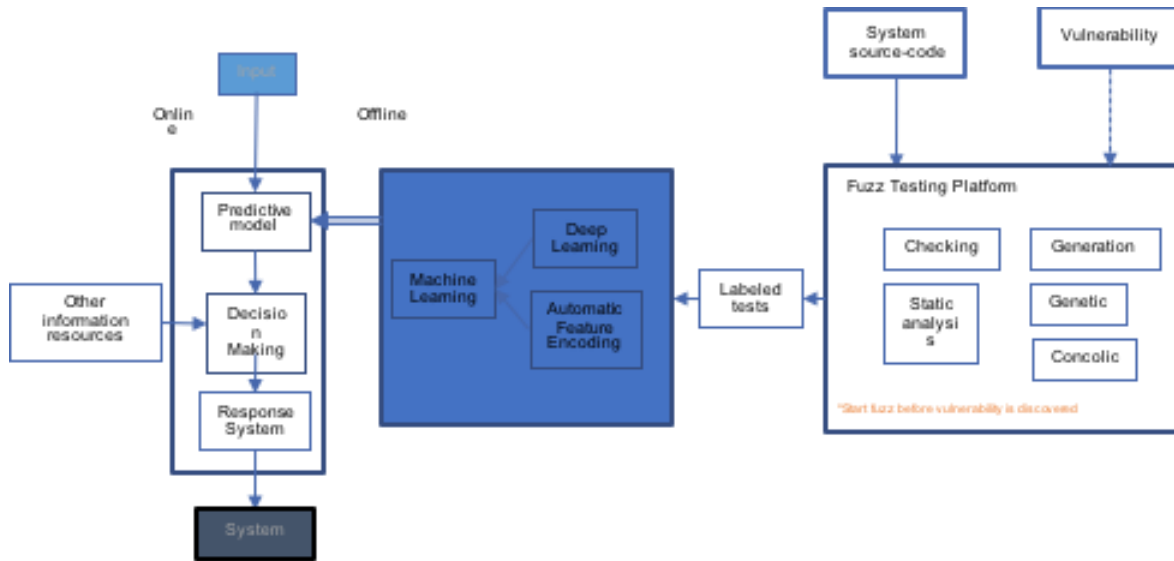 System
source-code
Vulnerability
Input
Onlin
e
Offline
Fuzz Testing Platform
Predictive
model
Deep
Learning
Checking
Generation
Machine
Learning
Labeled
tests
Other
information
resources
Decisio
n
Making
Automatic
Feature
Encoding
Static
analysi
s
Genetic
Concolic
Response
System
*Start fuzz before vulnerability is discovered
System